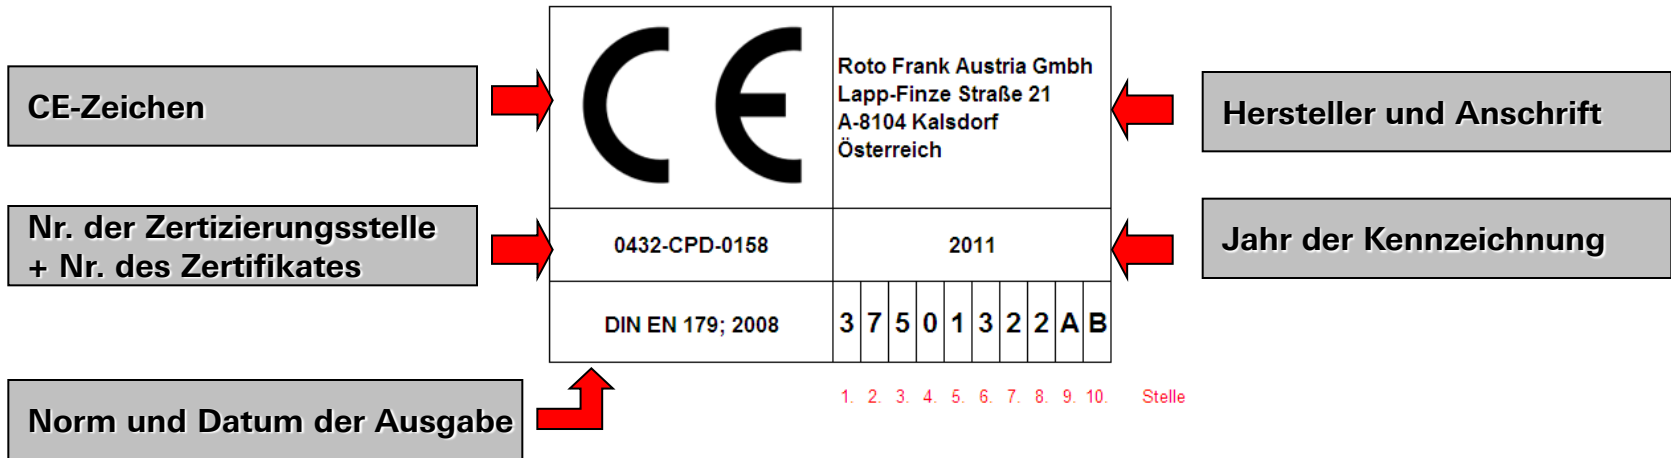 CE-Zeichen
CE
Roto Frank Austria Gmbh
Lapp-Finze Straße 21
A-8104 Kalsdorf
Österreich
Hersteller und Anschrift
Nr. der Zertizierungsstelle
+ Nr. des Zertifikates
0432-CPD-0158
2011
Jahr der Kennzeichnung
DIN EN 179; 2008
3 7 5 0 1 3 2 2 A B
1. 2. 3. 4. 5. 6. 7. 8. 9. 10. Stelle
Norm und Datum der Ausgabe